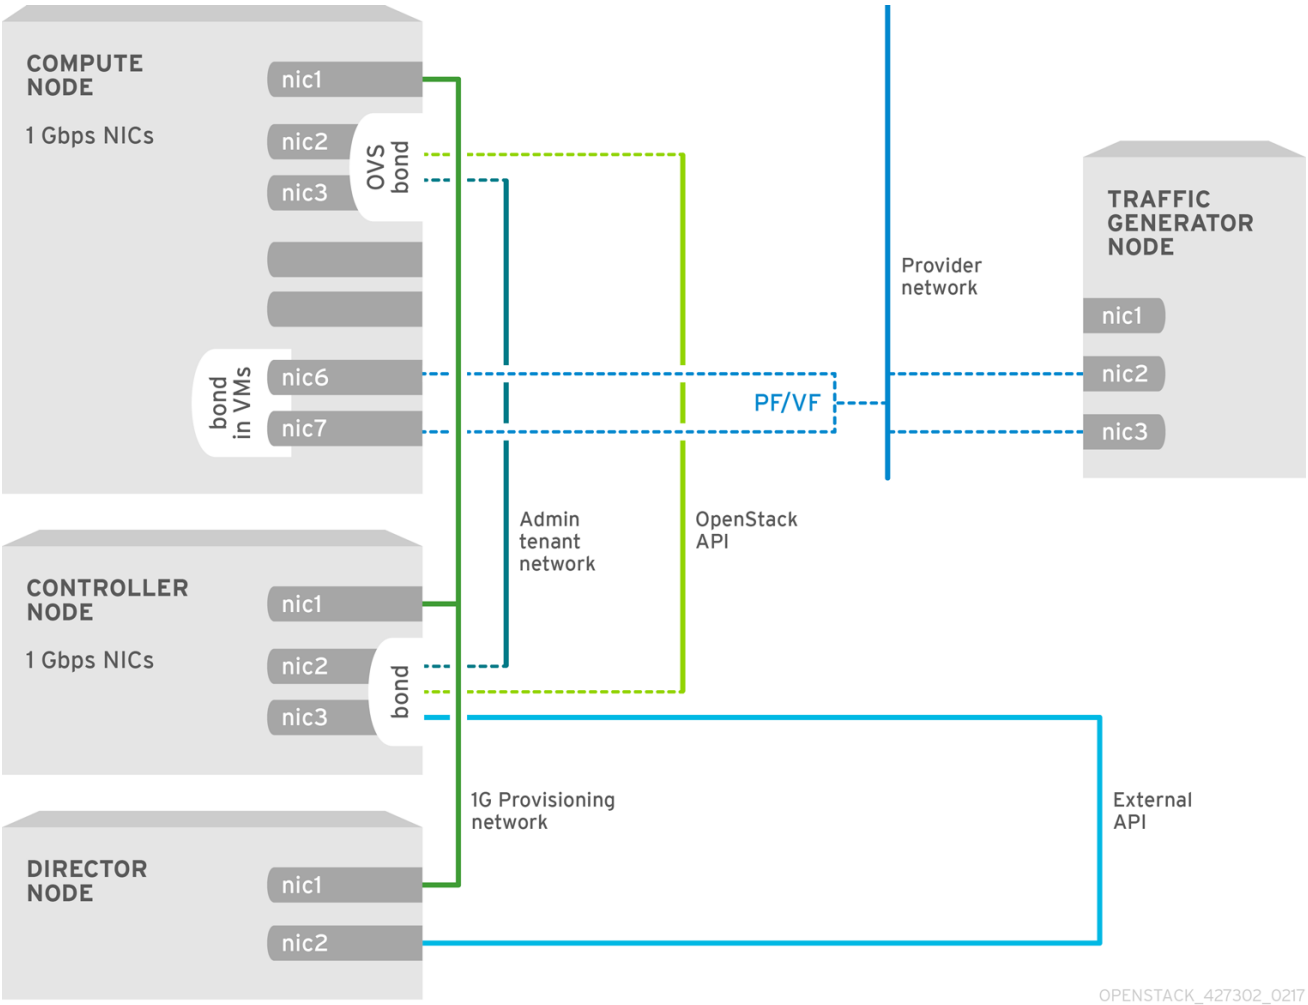 COMPUTE
NODE
1 Gbps NICs
nic1
nic2
nic3
OVS
bond
nic6
nic7
bond
in VMs
PF/VF
Provider
network
TRAFFIC
GENERATOR
NODE
nic1
nic2
nic3
Admin
tenant
network
OpenStack
API
CONTROLLER
NODE
1 Gbps NICs
nic1
nic2
nic3
bond
1G Provisioning
network
External
API
DIRECTOR
NODE
nic1
nic2
OPENSTACK_427302_0217